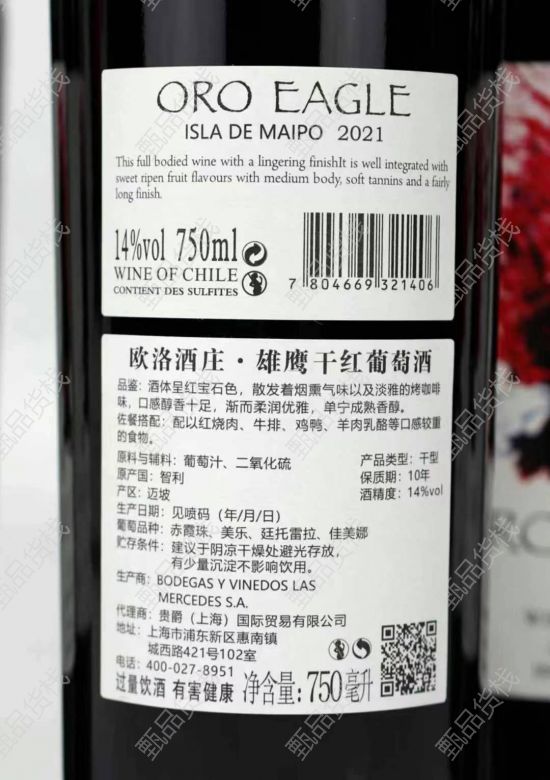 ORO EAGLE
ISLA DE MAIPO 2021
This full bodied wine with a lingering finishIt is well integrated with
sweet ripen fruit flavours with medium body, soft tannins and a fairly
long finish.
14%vol 750ml
WINE OF CHILE
CONTIENT DES SULFITES
7 804669 321406
欧洛酒庄·雄鹰干红葡萄酒
品鉴：酒体呈红宝石色，散发着烟熏气味以及淡雅的烤咖啡
味，口感醇香十足，渐而柔润优雅，单宁成熟香醇。
佐餐搭配：配以红烧肉、牛排、鸡鸭、羊肉乳酪等口感较重
的食物。
原料与辅料：葡萄汁、二氧化硫 产品类型：干型
原产国：智利 保质期：10年
产区：迈坡 酒精度：14%vol
生产日期：见喷码（年/月/日）
葡萄品种：赤霞珠、美乐、廷托雷拉、佳美娜
贮存条件：建议于阴凉干燥处避光存放，
有少量沉淀不影响饮用。
生产商：BODEGAS Y VINEDOS LAS
MERCEDES S.A.
代理商：贵爵（上海）国际贸易有限公司
地址：上海市浦东新区惠南镇
城西路421号102室
电话：400-027-8951
过量饮酒 有害健康 净含量：750毫升
甄品货栈